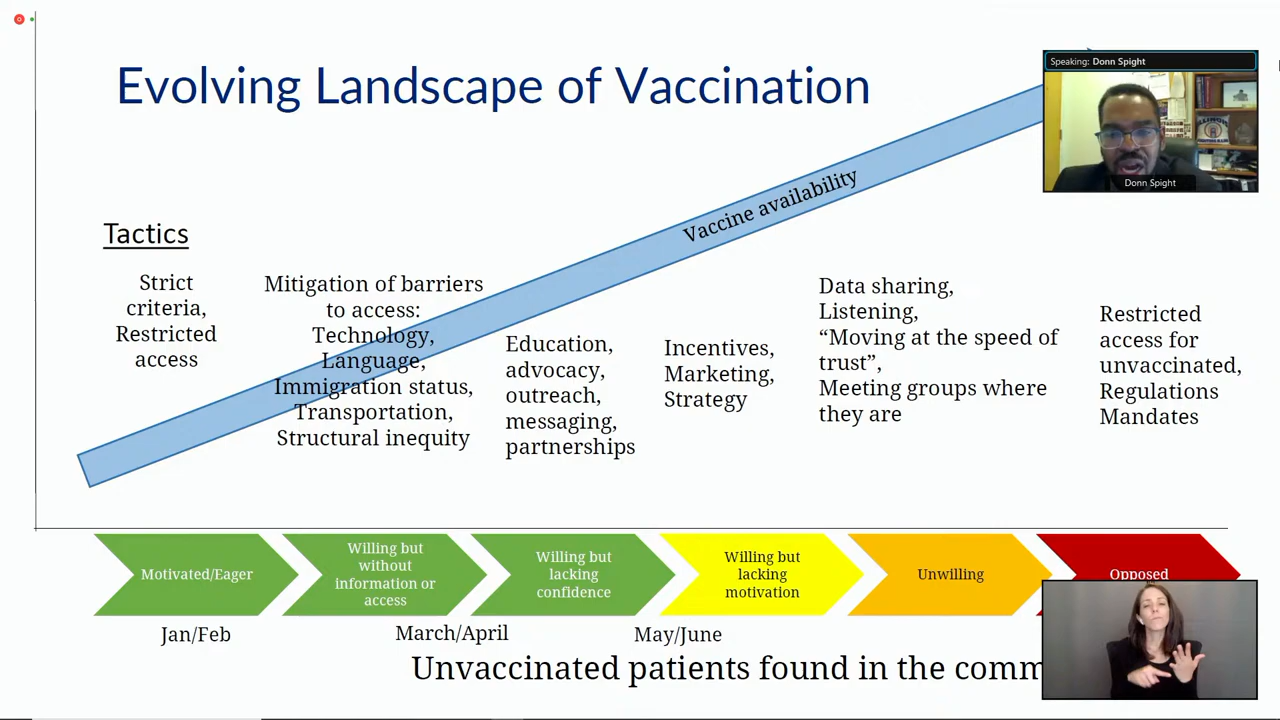 Evolving Landscape of Vaccination
Speaking: Donn Spight
ILLINOIS
Donn Spight
Vaccine availability
Tactics
Strict
criteria,
Restricted
access
Mitigation of barriers
to access:
Technology,
Language,
Immigration status,
Transportation,
Structural inequity
Education,
advocacy,
outreach,
messaging,
partnerships
Incentives,
Marketing,
Strategy
Data sharing,
Listening,
“Moving at the speed of
trust”,
Meeting groups where
they are
Restricted
access for
unvaccinated,
Regulations
Mandates
Motivated/Eager
Willing but
without
information or
access
Willing but
lacking
confidence
Willing but
lacking
motivation
Unwilling
Opposed
Jan/Feb
March/April
May/June
Unvaccinated patients found in the comm